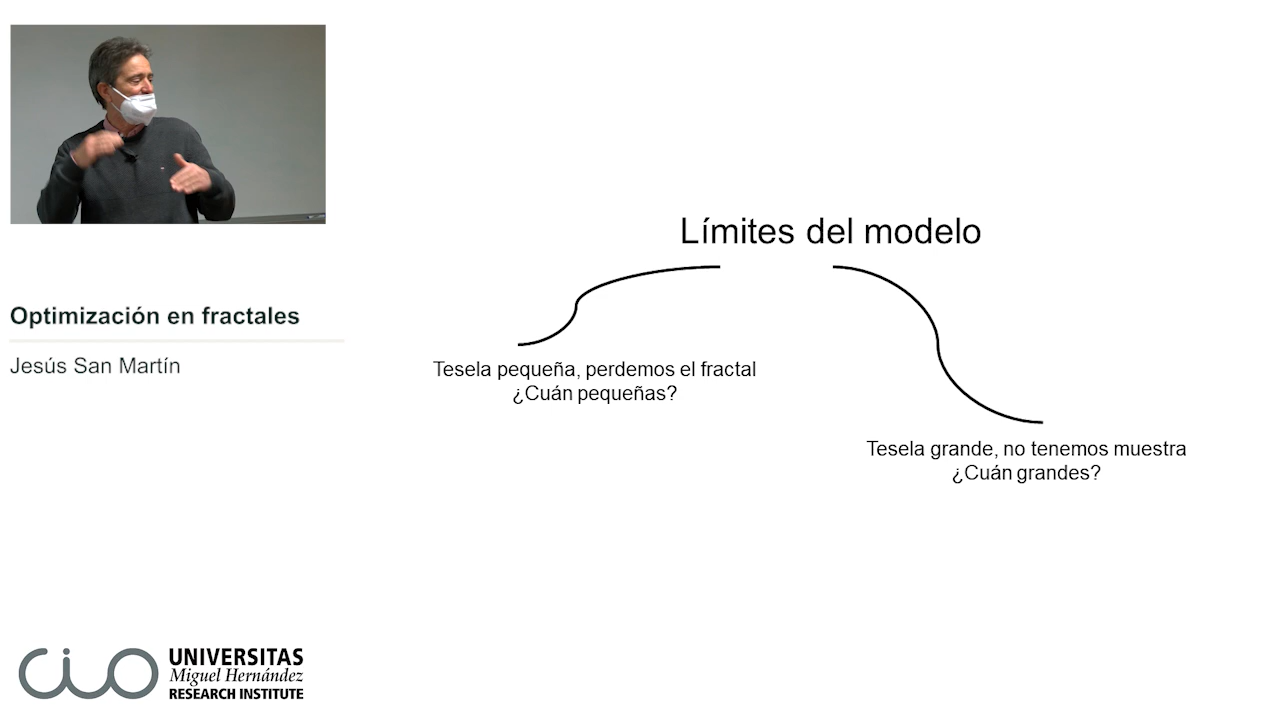 Límites del modelo
Tesela pequeña, perdemos el fractal
¿Cuán pequeñas?
Tesela grande, no tenemos muestra
¿Cuán grandes?
Optimización en fractales
Jesús San Martín
cio
UNIVERSITAS
Miguel Hernández
RESEARCH INSTITUTE